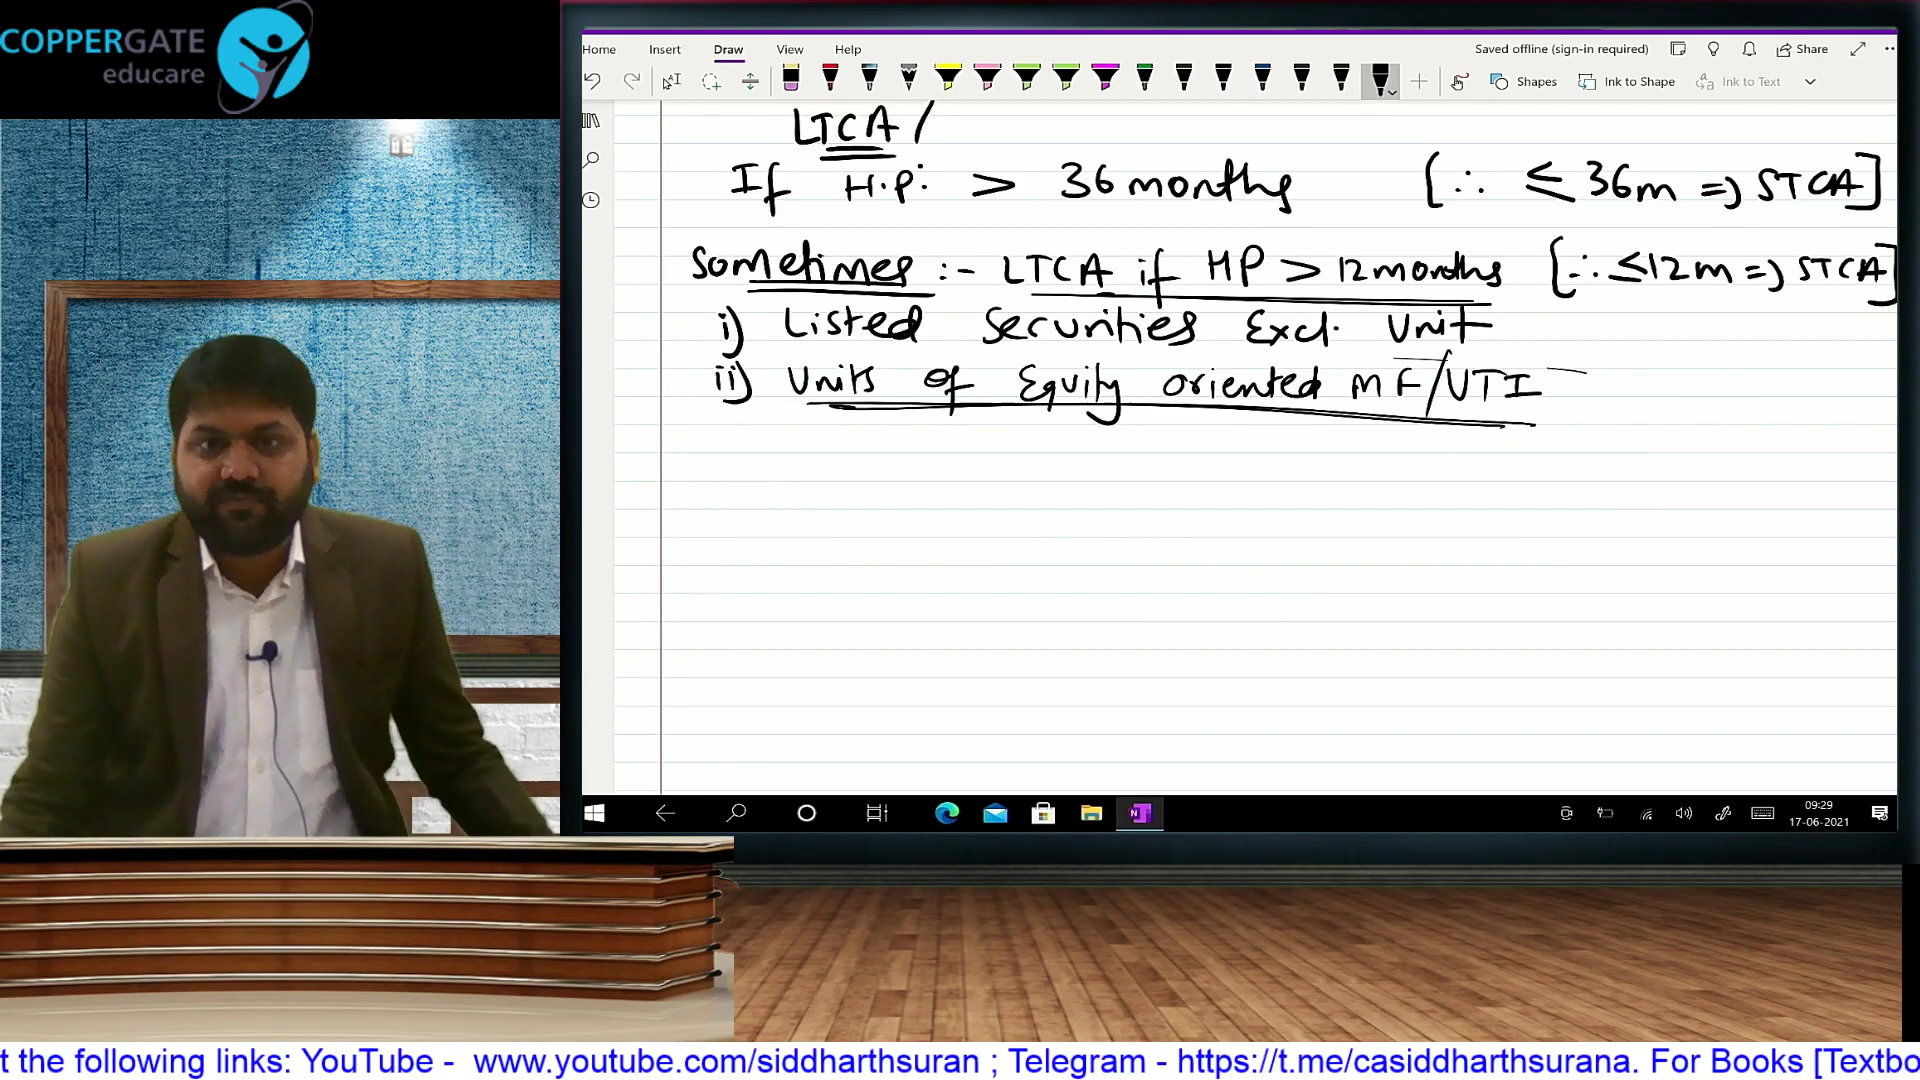 COPPERGATE
educare
Home Insert Draw View Help Saved offline (sign-in required) Share
Shapes Ink to Shape Ink to Text
LTCA /
If H.P. > 36 months [∴ ≤ 36m => STCA]
Sometimes :- LTCA if HP > 12 months [∴ ≤12m => STCA]
i) Listed Securities Excl. Unit
ii) Units of Equity oriented MF/UTI
09:29
17-06-2021
t the following links: YouTube - www.youtube.com/siddharthsuran ; Telegram - https://t.me/casiddharthsurana. For Books [Textbo